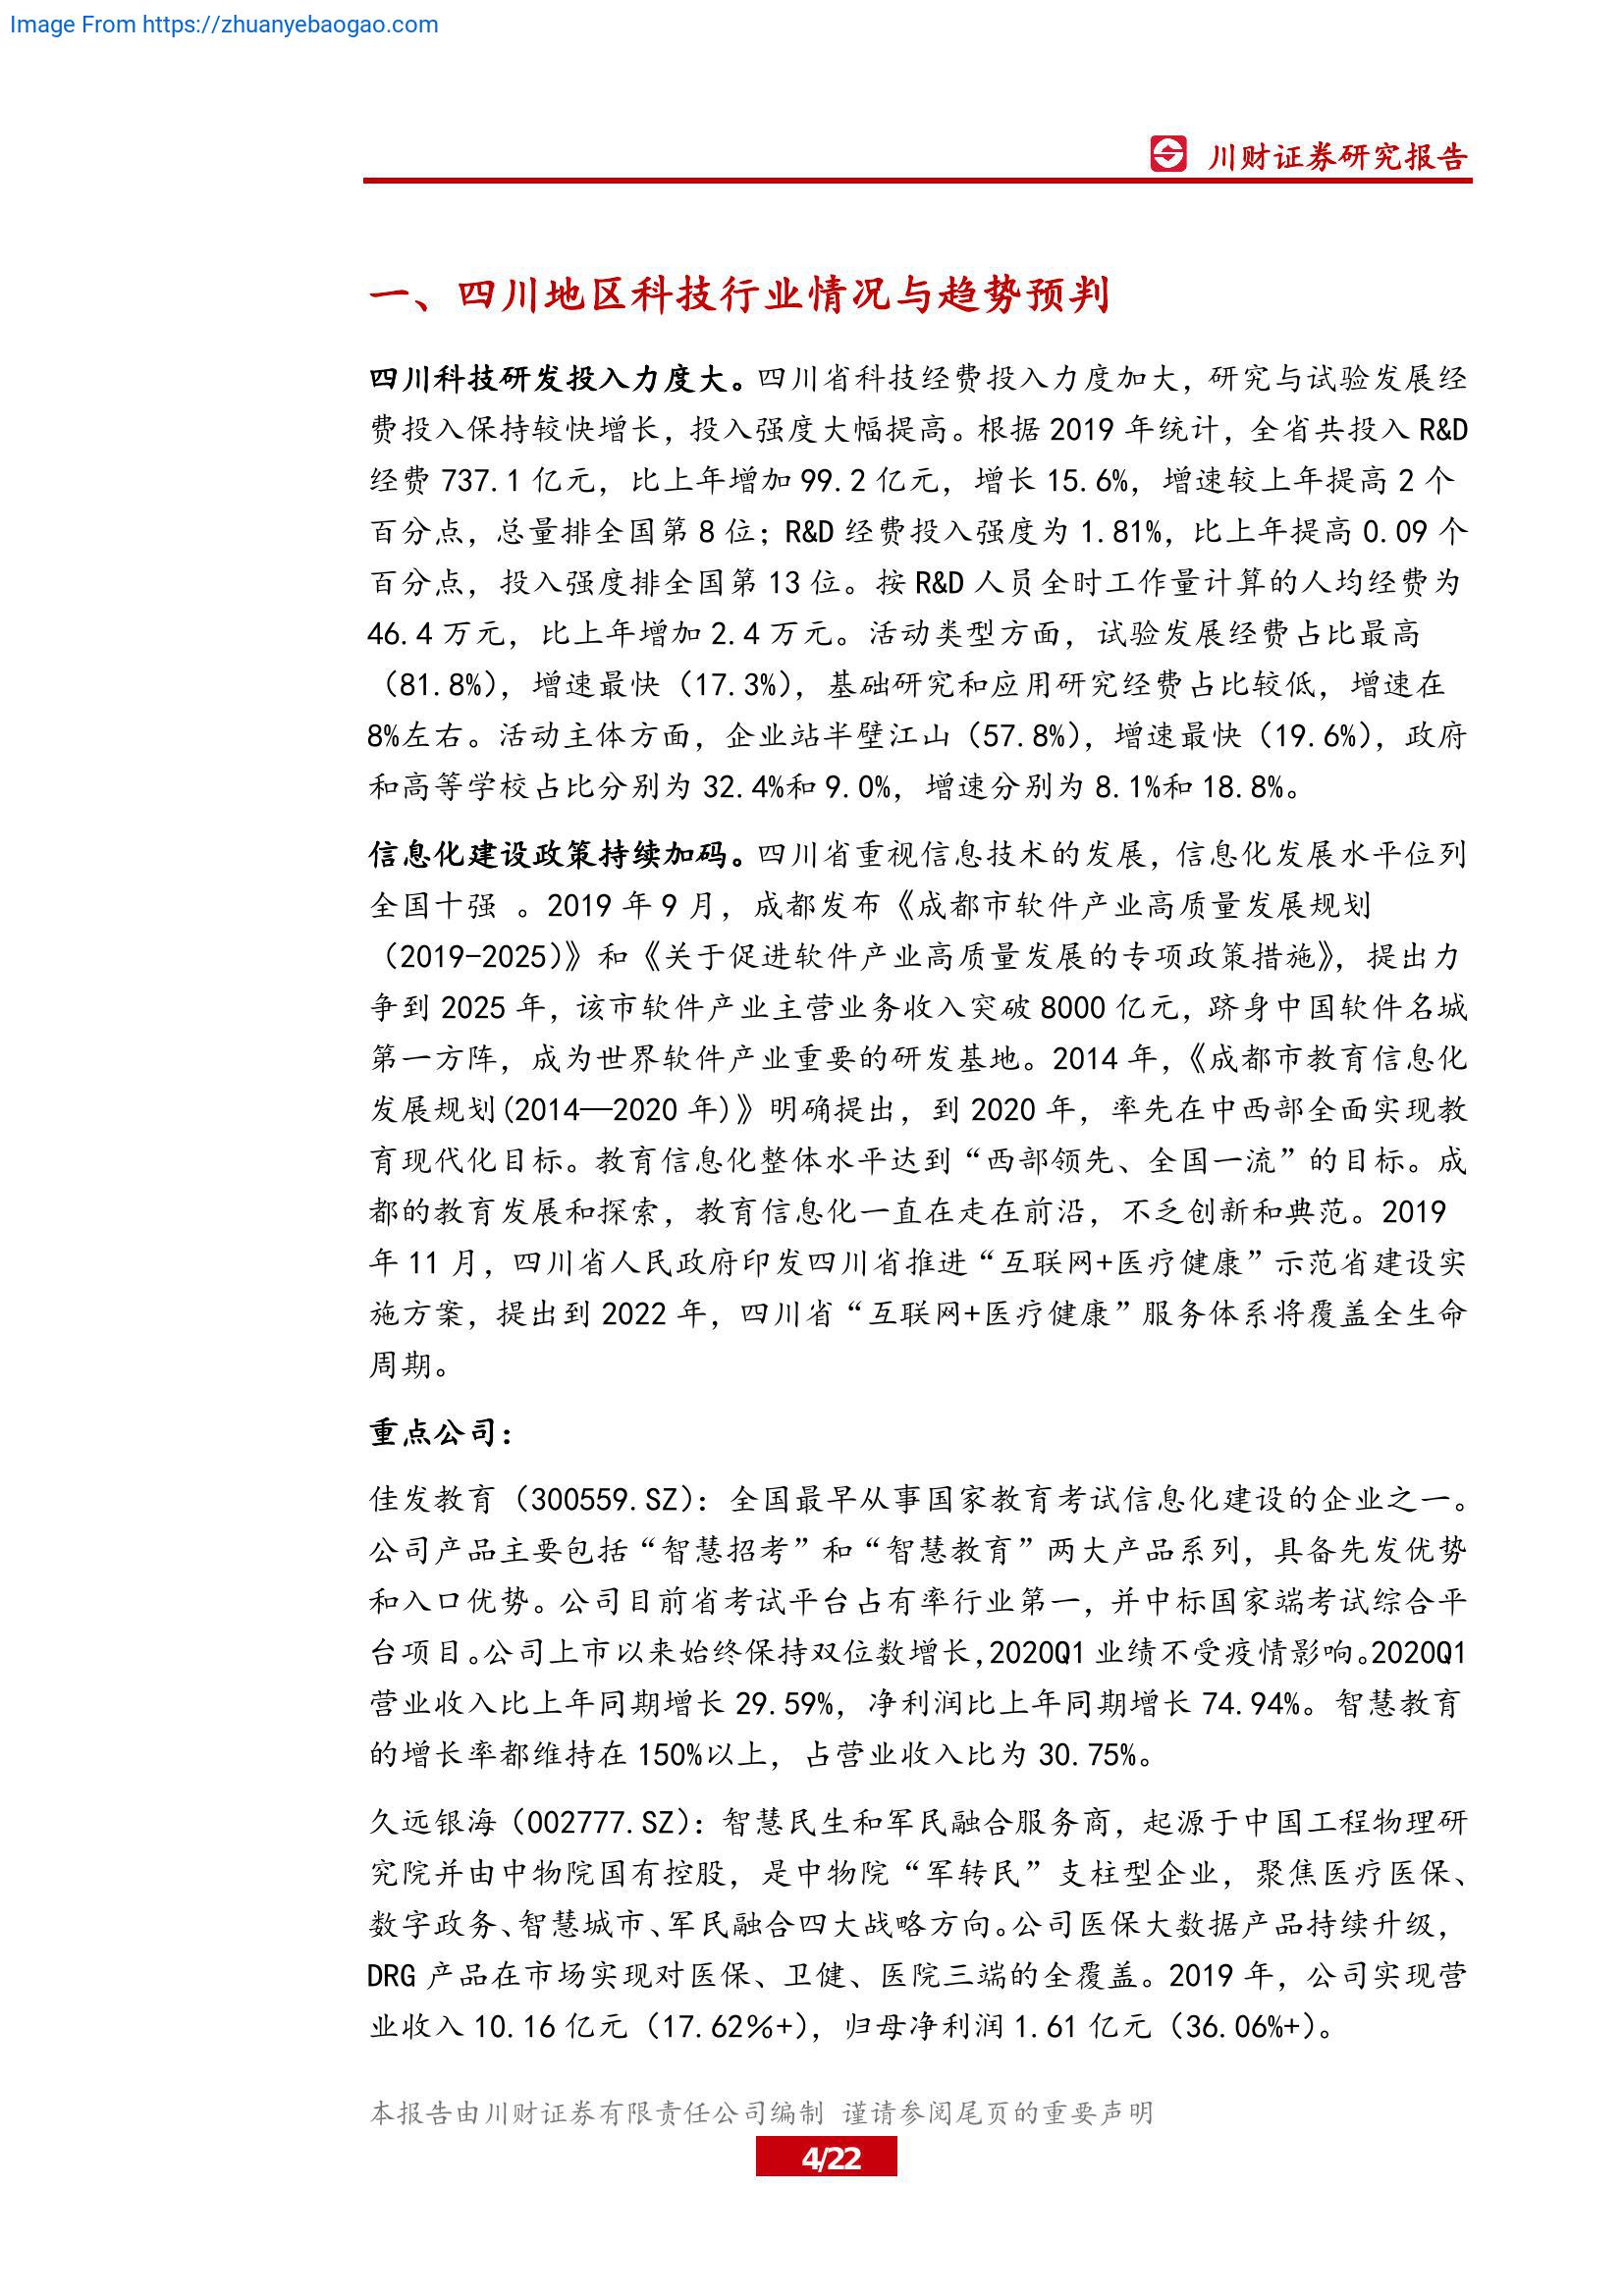 Image From https://zhuanyebaogao.com
川财证券研究报告
一、四川地区科技行业情况与趋势预判
四川科技研发投入力度大。四川省科技经费投入力度加大，研究与试验发展经
费投入保持较快增长，投入强度大幅提高。根据 2019 年统计，全省共投入 R&D
经费 737.1 亿元，比上年增加 99.2 亿元，增长 15.6%，增速较上年提高 2 个
百分点，总量排全国第 8 位；R&D 经费投入强度为 1.81%，比上年提高 0.09 个
百分点，投入强度排全国第 13 位。按 R&D 人员全时工作量计算的人均经费为
46.4 万元，比上年增加 2.4 万元。活动类型方面，试验发展经费占比最高
（81.8%），增速最快（17.3%），基础研究和应用研究经费占比较低，增速在
8%左右。活动主体方面，企业站半壁江山（57.8%），增速最快（19.6%），政府
和高等学校占比分别为 32.4%和 9.0%，增速分别为 8.1%和 18.8%。
信息化建设政策持续加码。四川省重视信息技术的发展，信息化发展水平位列
全国十强 。2019 年 9 月，成都发布《成都市软件产业高质量发展规划
（2019-2025）》和《关于促进软件产业高质量发展的专项政策措施》，提出力
争到 2025 年，该市软件产业主营业务收入突破 8000 亿元，跻身中国软件名城
第一方阵，成为世界软件产业重要的研发基地。2014 年，《成都市教育信息化
发展规划(2014—2020 年)》明确提出，到 2020 年，率先在中西部全面实现教
育现代化目标。教育信息化整体水平达到“西部领先、全国一流”的目标。成
都的教育发展和探索，教育信息化一直在走在前沿，不乏创新和典范。2019
年 11 月，四川省人民政府印发四川省推进“互联网+医疗健康”示范省建设实
施方案，提出到 2022 年，四川省“互联网+医疗健康”服务体系将覆盖全生命
周期。
重点公司：
佳发教育（300559.SZ）：全国最早从事国家教育考试信息化建设的企业之一。
公司产品主要包括“智慧招考”和“智慧教育”两大产品系列，具备先发优势
和入口优势。公司目前省考试平台占有率行业第一，并中标国家端考试综合平
台项目。公司上市以来始终保持双位数增长，2020Q1 业绩不受疫情影响。2020Q1
营业收入比上年同期增长 29.59%，净利润比上年同期增长 74.94%。智慧教育
的增长率都维持在 150%以上，占营业收入比为 30.75%。
久远银海（002777.SZ）：智慧民生和军民融合服务商，起源于中国工程物理研
究院并由中物院国有控股，是中物院“军转民”支柱型企业，聚焦医疗医保、
数字政务、智慧城市、军民融合四大战略方向。公司医保大数据产品持续升级，
DRG 产品在市场实现对医保、卫健、医院三端的全覆盖。2019 年，公司实现营
业收入 10.16 亿元（17.62%+），归母净利润 1.61 亿元（36.06%+）。
本报告由川财证券有限责任公司编制 谨请参阅尾页的重要声明
4/22